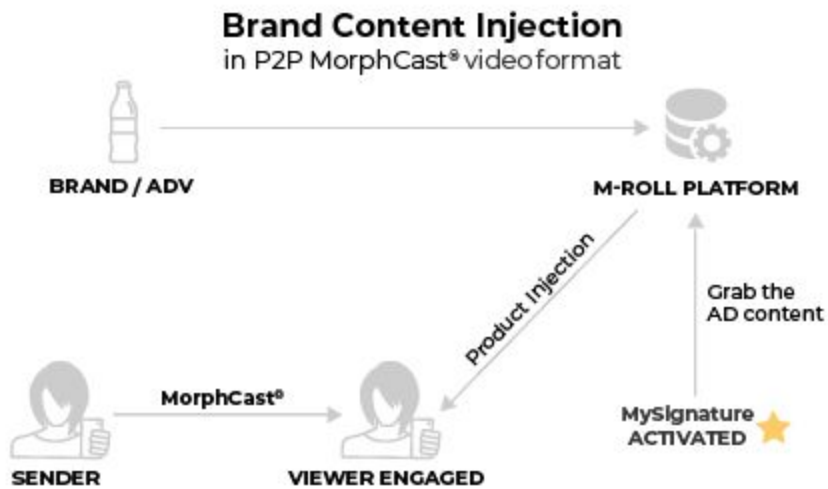 Brand Content Injection
in P2P MorphCast® video format
BRAND / ADV
M-ROLL PLATFORM
Product Injection
Grab the
AD content
MorphCast®
MySignature
ACTIVATED
SENDER
VIEWER ENGAGED